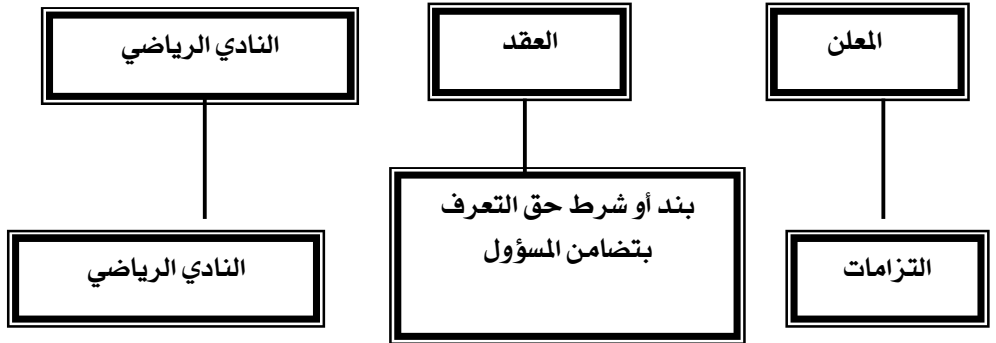 المعلن
العقد
النادي الرياضي
التزامات
بند أو شرط حق التعرف
بتضامن المسؤول
النادي الرياضي